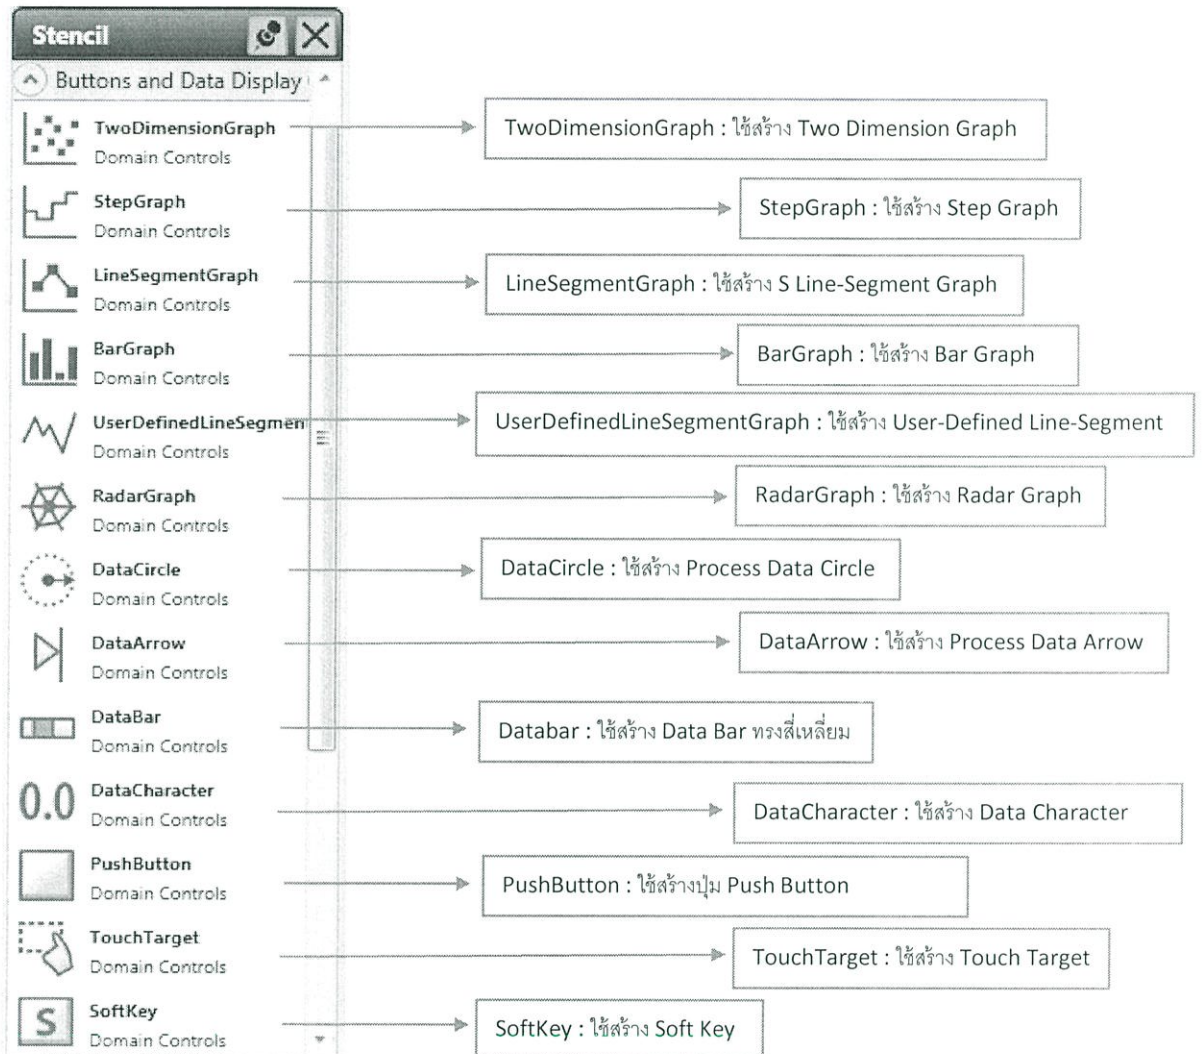 Stencil
Buttons and Data Display
TwoDimensionGraph
Domain Controls
TwoDimensionGraph : ใช้สร้าง Two Dimension Graph
StepGraph
Domain Controls
StepGraph : ใช้สร้าง Step Graph
LineSegmentGraph
Domain Controls
LineSegmentGraph : ใช้สร้าง S Line-Segment Graph
BarGraph
Domain Controls
BarGraph : ใช้สร้าง Bar Graph
UserDefinedLineSegmen
Domain Controls
UserDefinedLineSegmentGraph : ใช้สร้าง User-Defined Line-Segment
RadarGraph
Domain Controls
RadarGraph : ใช้สร้าง Radar Graph
DataCircle
Domain Controls
DataCircle : ใช้สร้าง Process Data Circle
DataArrow
Domain Controls
DataArrow : ใช้สร้าง Process Data Arrow
DataBar
Domain Controls
Databar : ใช้สร้าง Data Bar ทรงสี่เหลี่ยม
0.0
DataCharacter
Domain Controls
DataCharacter : ใช้สร้าง Data Character
PushButton
Domain Controls
PushButton : ใช้สร้างปุ่ม Push Button
TouchTarget
Domain Controls
TouchTarget : ใช้สร้าง Touch Target
S
SoftKey
Domain Controls
SoftKey : ใช้สร้าง Soft Key